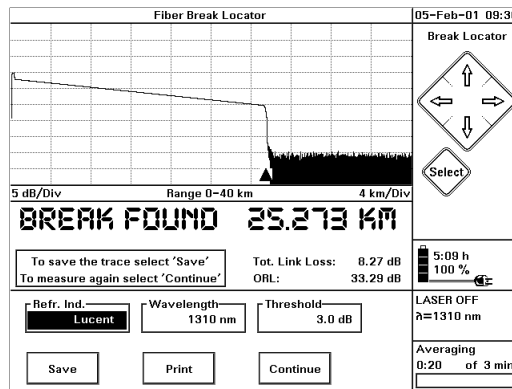 Fiber Break Locator
05-Feb-01 09:3
Break Locator
Select
5 dB/Div Range 0-40 km 4 km/Div
BREAK FOUND 25.273 KM
To save the trace select 'Save'
To measure again select 'Continue'
Tot. Link Loss: 8.27 dB
ORL: 33.29 dB
5:09 h
100 %
Refr. Ind.
Lucent
Wavelength
1310 nm
Threshold
3.0 dB
LASER OFF
λ=1310 nm
Save
Print
Continue
Averaging
0:20 of 3 min